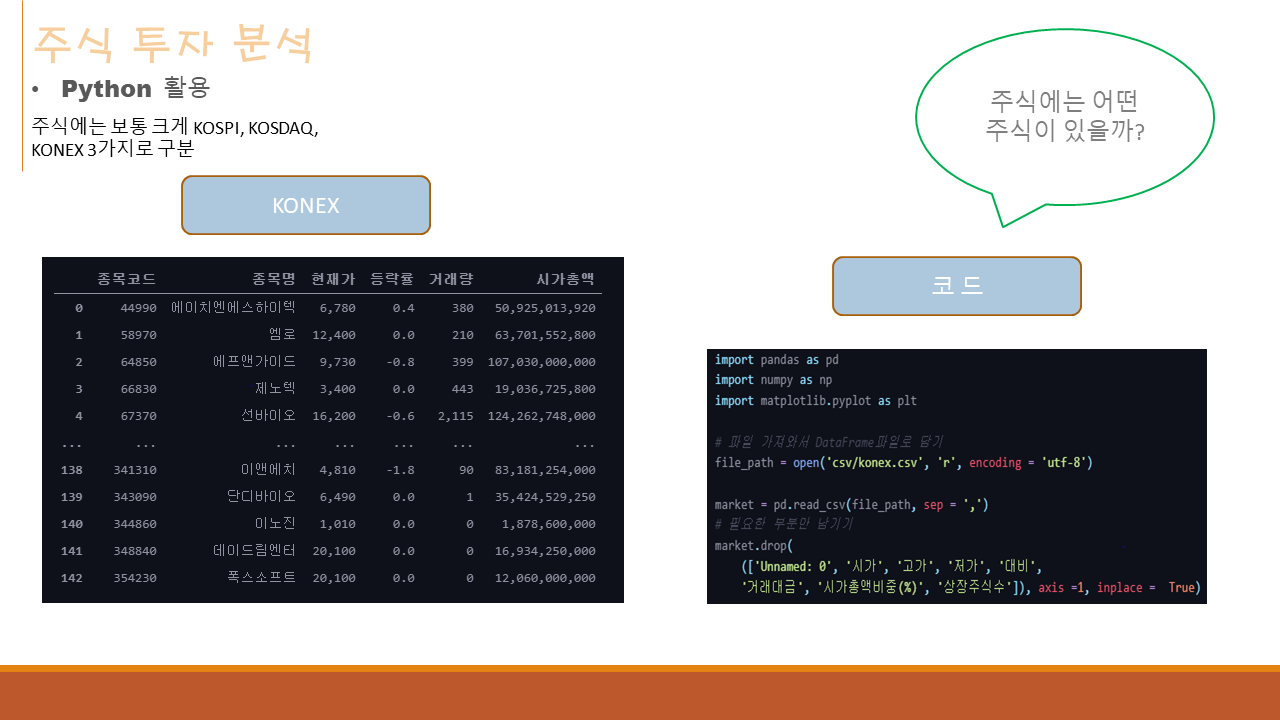 주식 투자 분석
• Python 활용
주식에는 보통 크게 KOSPI, KOSDAQ,
KONEX 3가지로 구분
주식에는 어떤
주식이 있을까?
KONEX
종목코드 종목명 현재가 등락율 거래량 시가총액
0 44990 에이치엔에스하이텍 6,780 0.4 380 50,925,013,920
1 58970 엠로 12,400 0.0 210 63,701,552,800
2 64850 에프앤가이드 9,730 -0.8 399 107,030,000,000
3 66830 제노텍 3,400 0.0 443 19,036,725,800
4 67370 선바이오 16,200 -0.6 2,115 124,262,748,000
... ... ... ... ... ... ...
138 341310 이앤에치 4,810 -1.8 90 83,181,254,000
139 343090 단디바이오 6,490 0.0 1 35,424,529,250
140 344860 이노진 1,010 0.0 0 1,878,600,000
141 348840 데이드림엔터 20,100 0.0 0 16,934,250,000
142 354230 폭스소프트 20,100 0.0 0 12,060,000,000
코 드
import pandas as pd
import numpy as np
import matplotlib.pyplot as plt
# 파일 가져와서 DataFrame파일로 담기
file_path = open('csv/konex.csv', 'r', encoding = 'utf-8')
market = pd.read_csv(file_path, sep = ',')
# 필요한 부분만 남기기
market.drop(
(['Unnamed: 0', '시가', '고가', '저가', '대비',
'거래대금', '시가총액비중(%)', '상장주식수']), axis =1, inplace = True)